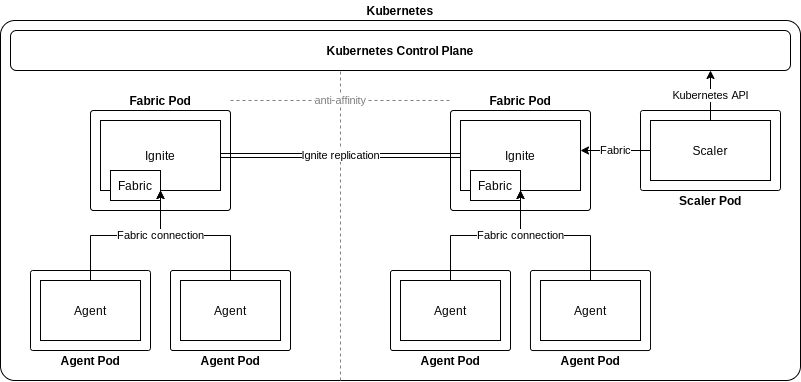 Kubernetes
Kubernetes Control Plane
Kubernetes API
Fabric Pod
anti-affinity
Fabric Pod
Ignite
Fabric
Ignite replication
Ignite
Fabric
Fabric
Scaler
Scaler Pod
Fabric connection
Fabric connection
Agent
Agent
Agent
Agent
Agent Pod
Agent Pod
Agent Pod
Agent Pod